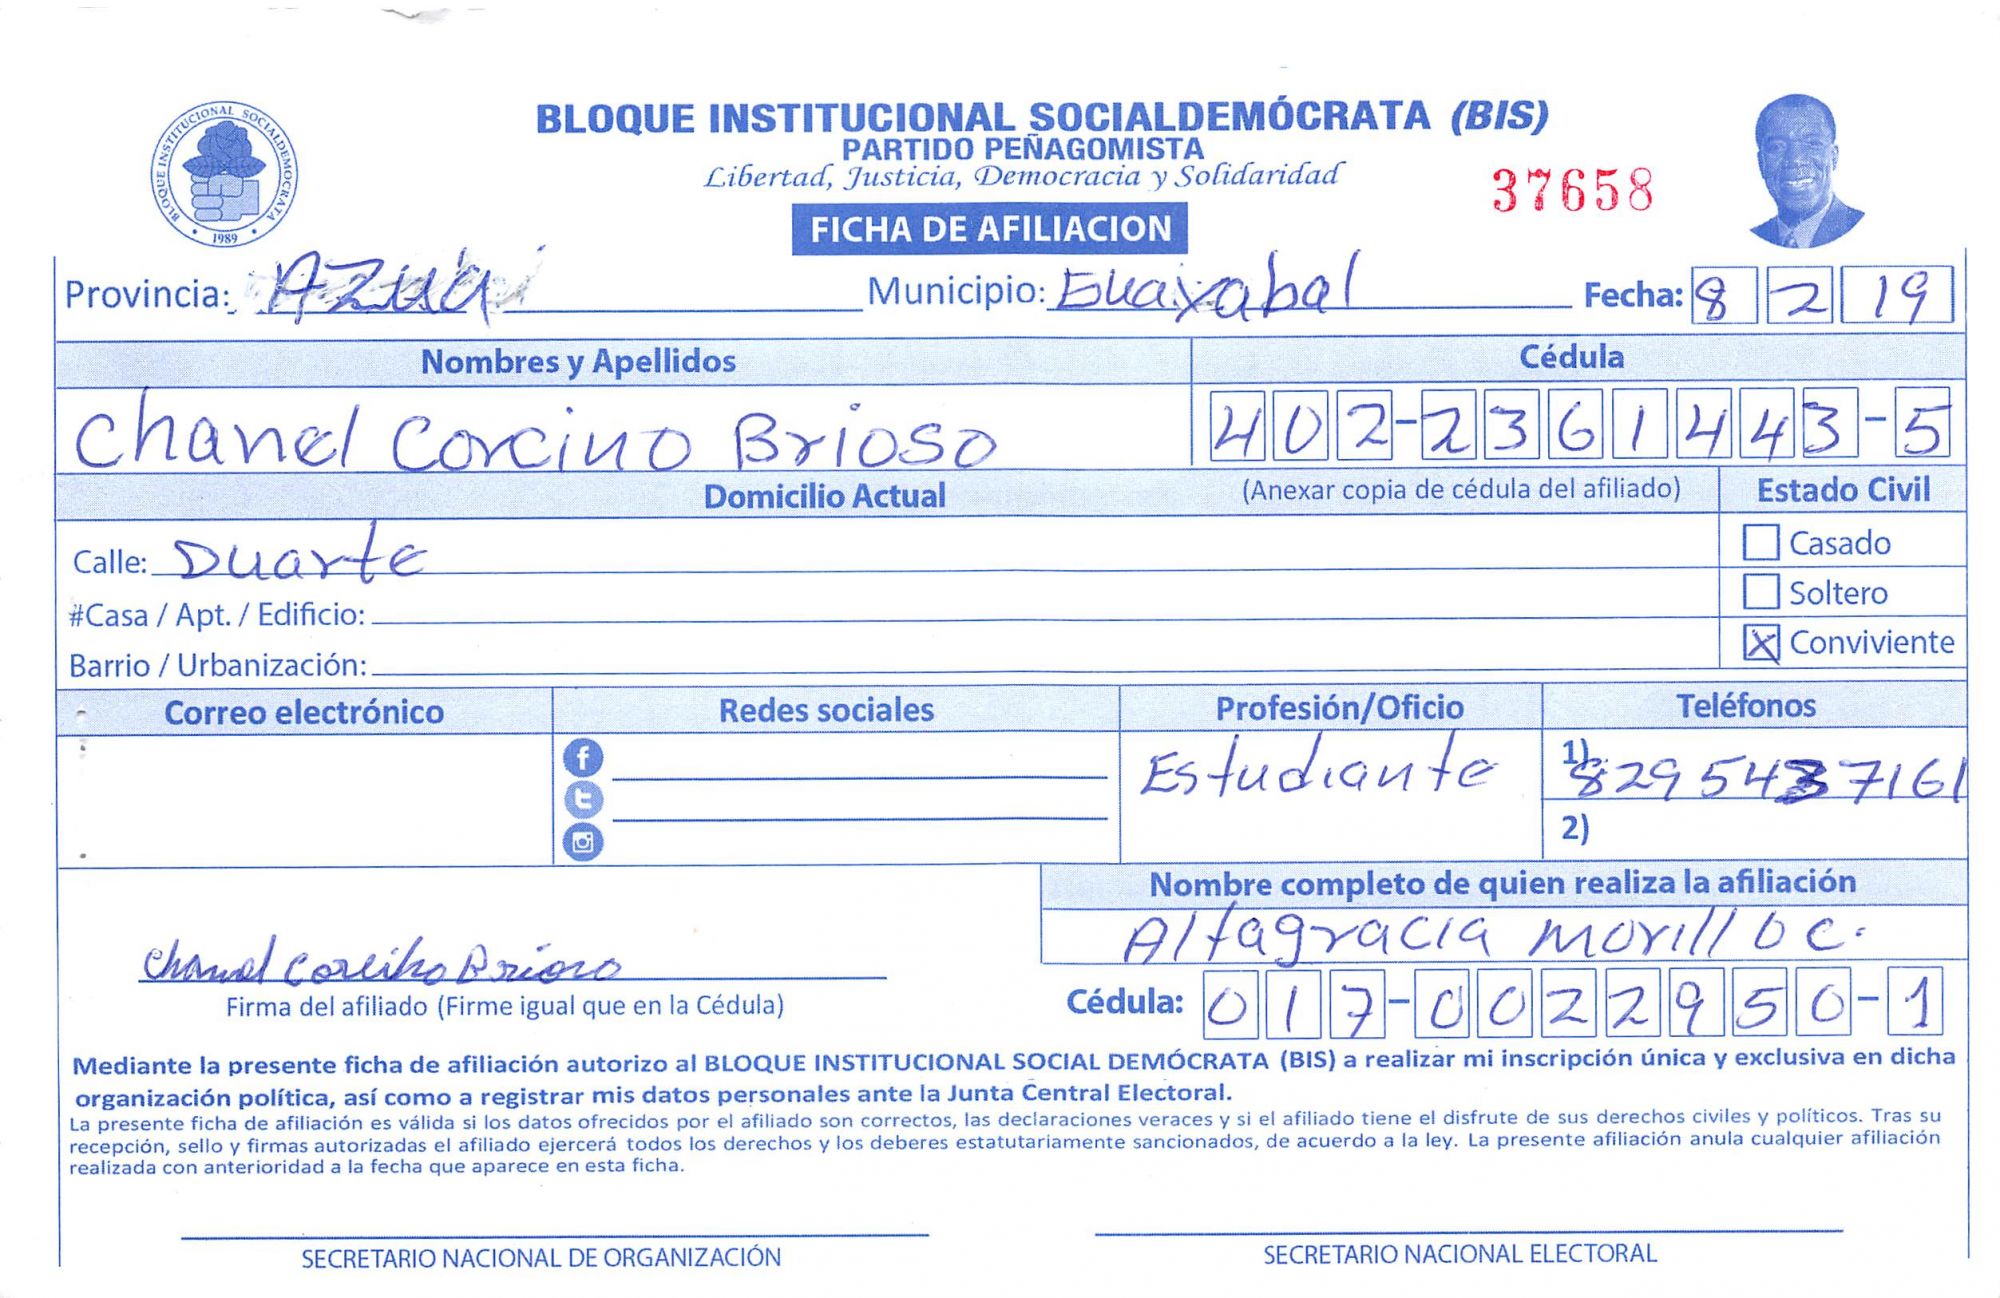 BLOQUE INSTITUCIONAL SOCIALDEMOCRATA
1989
BLOQUE INSTITUCIONAL SOCIALDEMÓCRATA (BIS)
PARTIDO PEÑAGOMISTA
Libertad, Justicia, Democracia y Solidaridad
37658
FICHA DE AFILIACION
Provincia: AZUA Municipio: Guayabal Fecha: 8 2 19
Nombres y Apellidos Cédula
Chanel Corcino Brioso 402-2361443-5
Domicilio Actual (Anexar copia de cédula del afiliado) Estado Civil
Calle: Duarte
Casado
#Casa / Apt. / Edificio:
Soltero
Barrio / Urbanización:
X Conviviente
Correo electrónico Redes sociales Profesión/Oficio Teléfonos
Estudiante 1) 8295437161
2)
Nombre completo de quien realiza la afiliación
Altagracia Morillo C.
Chanel Corcino Brioso
Firma del afiliado (Firme igual que en la Cédula)
Cédula: 017-0022950-1
Mediante la presente ficha de afiliación autorizo al BLOQUE INSTITUCIONAL SOCIAL DEMÓCRATA (BIS) a realizar mi inscripción única y exclusiva en dicha
organización política, así como a registrar mis datos personales ante la Junta Central Electoral.
La presente ficha de afiliación es válida si los datos ofrecidos por el afiliado son correctos, las declaraciones veraces y si el afiliado tiene el disfrute de sus derechos civiles y políticos. Tras su
recepción, sello y firmas autorizadas el afiliado ejercerá todos los derechos y los deberes estatutariamente sancionados, de acuerdo a la ley. La presente afiliación anula cualquier afiliación
realizada con anterioridad a la fecha que aparece en esta ficha.
SECRETARIO NACIONAL DE ORGANIZACIÓN SECRETARIO NACIONAL ELECTORAL